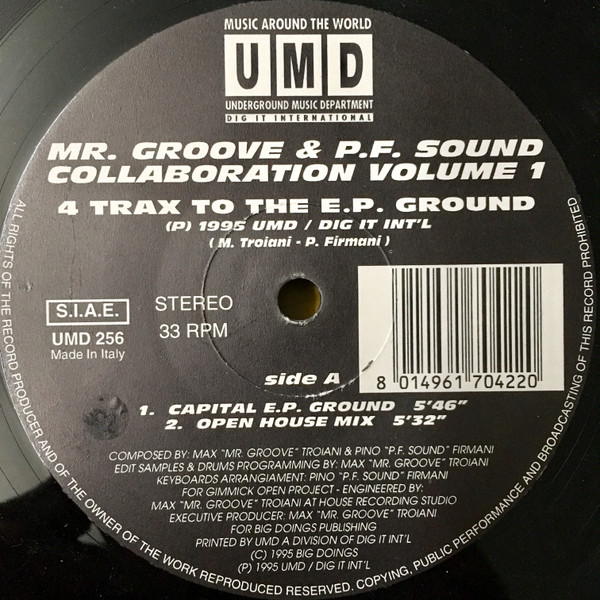 MUSIC AROUND THE WORLD
UMD
UNDERGROUND MUSIC DEPARTMENT
DIG IT INTERNATIONAL
MR. GROOVE & P.F. SOUND
COLLABORATION VOLUME 1
4 TRAX TO THE E.P. GROUND
(P) 1995 UMD / DIG IT INT'L
( M. Troiani - P. Firmani )
S.I.A.E.
UMD 256
Made In Italy
STEREO
33 RPM
8 014961 704220
side A
1. CAPITAL E.P. GROUND 5'46"
2. OPEN HOUSE MIX 5'32"
COMPOSED BY: MAX "MR. GROOVE" TROIANI & PINO "P.F. SOUND" FIRMANI
EDIT SAMPLES & DRUMS PROGRAMMING BY: MAX "MR. GROOVE" TROIANI
KEYBOARDS ARRANGIAMENT: PINO "P.F. SOUND" FIRMANI
FOR GIMMICK OPEN PROJECT - ENGINEERED BY:
MAX "MR. GROOVE" TROIANI AT HOUSE RECORDING STUDIO
EXECUTIVE PRODUCER: MAX "MR. GROOVE" TROIANI
FOR BIG DOINGS PUBLISHING
PRINTED BY UMD A DIVISION OF DIG IT INT'L
(C) 1995 BIG DOINGS
(P) 1995 UMD / DIG IT INT'L
ALL RIGHTS OF THE RECORD PRODUCER AND OF THE OWNER OF THE WORK REPRODUCED RESERVED. COPYING, PUBLIC PERFORMANCE AND BROADCASTING OF THIS RECORD PROHIBITED